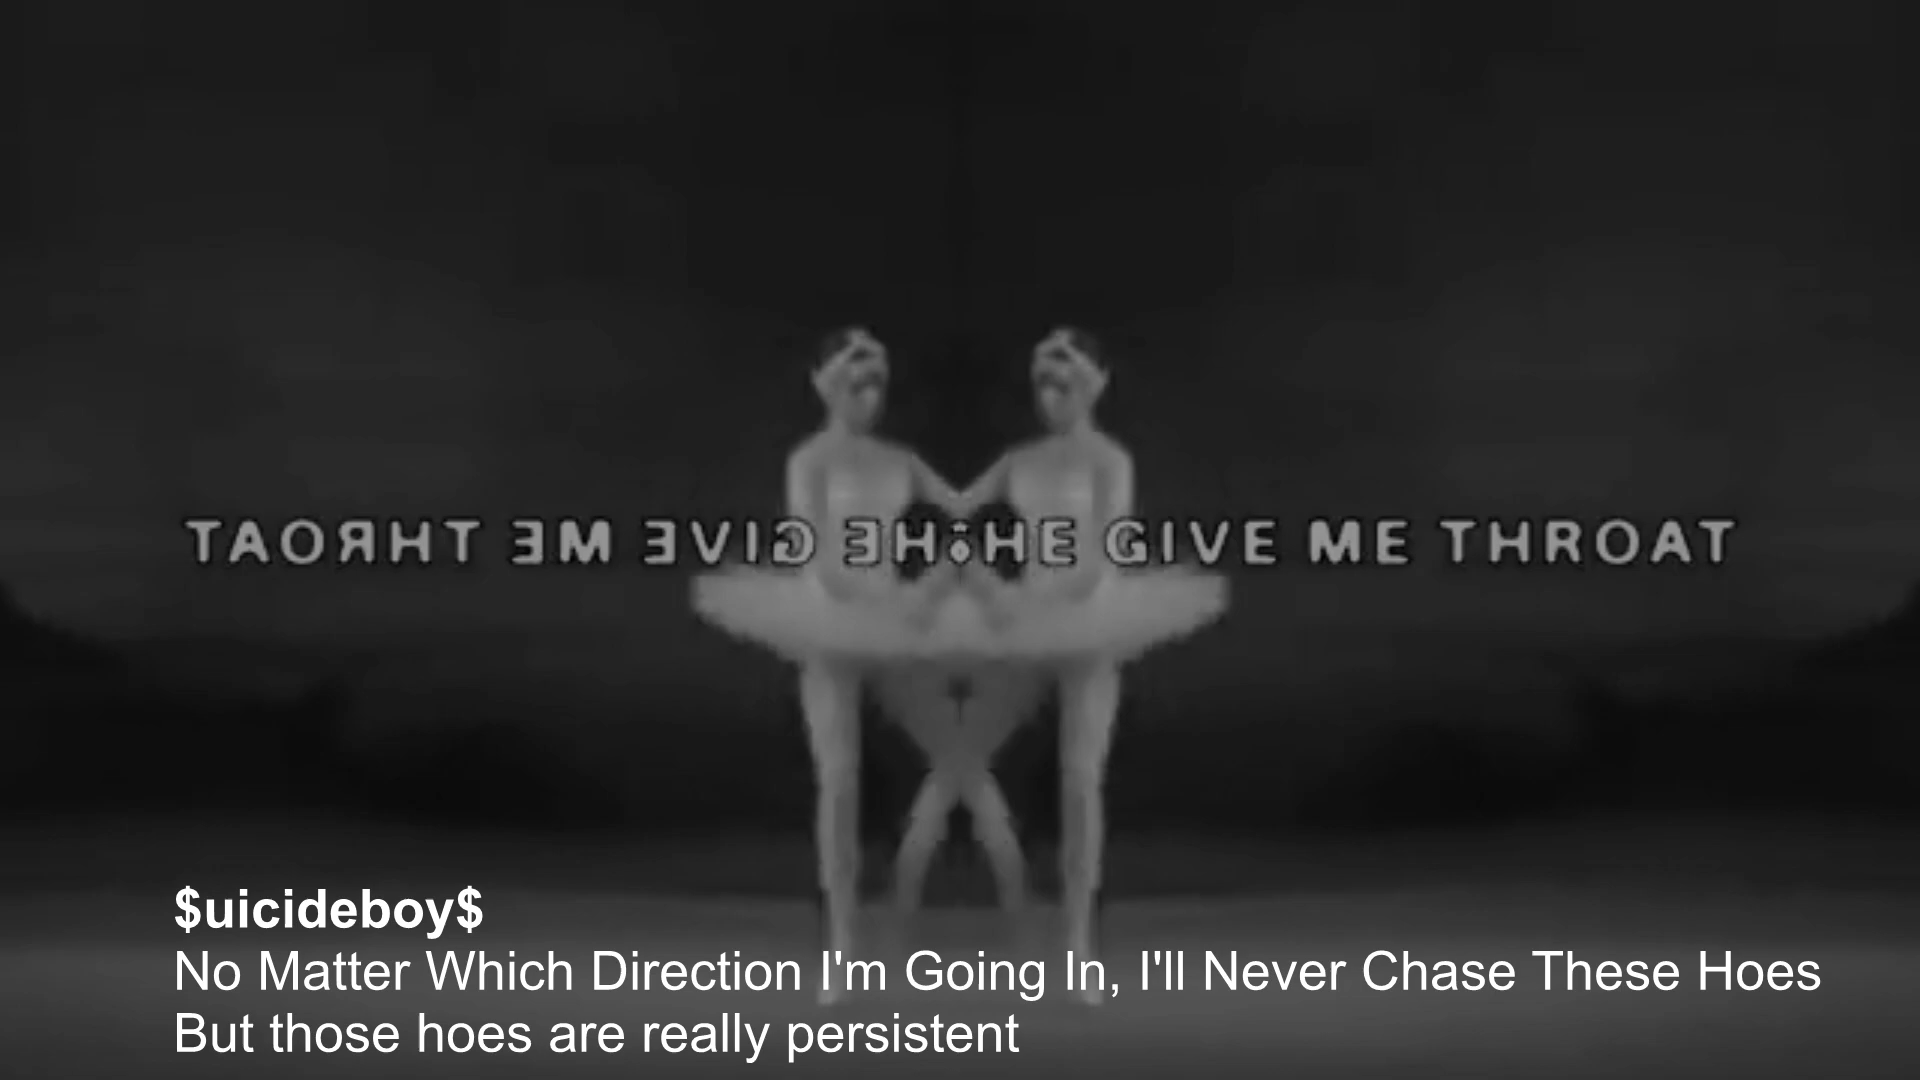 TAORHT EM EVIG EH HE GIVE ME THROAT
$uicideboy$
No Matter Which Direction I'm Going In, I'll Never Chase These Hoes
But those hoes are really persistent